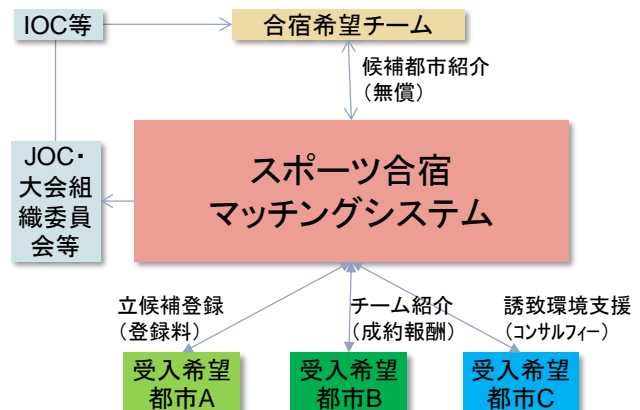 IOC等
合宿希望チーム
候補都市紹介
（無償）
JOC・
大会組
織委員
会等
スポーツ合宿
マッチングシステム
立候補登録
（登録料）
チーム紹介
（成約報酬）
誘致環境支援
（コンサルフィー）
受入希望
都市A
受入希望
都市B
受入希望
都市C